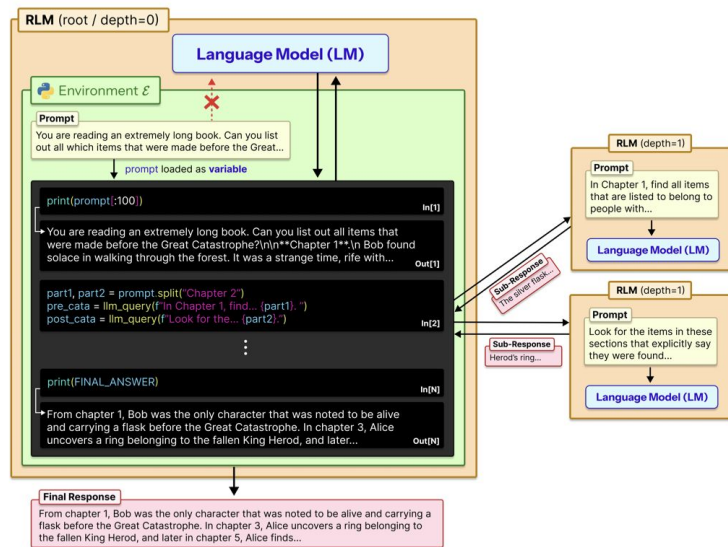 RLM (root / depth=0)
Language Model (LM)
Environment ℰ
Prompt
You are reading an extremely long book. Can you list
out all which items that were made before the Great...
prompt loaded as variable
print(prompt[:100])
In[1]
You are reading an extremely long book. Can you list out all items that
were made before the Great Catastrophe?\n\n**Chapter 1**.\n Bob found
solace in walking through the forest. It was a strange time, rife with...
Out[1]
part1, part2 = prompt.split("Chapter 2")
pre_cata = llm_query(f"In Chapter 1, find... {part1}. ")
post_cata = llm_query(f"Look for the... {part2}.")
In[2]
⋮
print(FINAL_ANSWER)
In[N]
From chapter 1, Bob was the only character that was noted to be alive
and carrying a flask before the Great Catastrophe. In chapter 3, Alice
uncovers a ring belonging to the fallen King Herod, and later...
Out[N]
Final Response
From chapter 1, Bob was the only character that was noted to be alive and carrying a
flask before the Great Catastrophe. In chapter 3, Alice uncovers a ring belonging to
the fallen King Herod, and later in chapter 5, Alice finds...
RLM (depth=1)
Prompt
In Chapter 1, find all items
that are listed to belong to
people with...
Language Model (LM)
Sub-Response
The silver flask...
RLM (depth=1)
Prompt
Look for the items in these
sections that explicitly say
they were found...
Language Model (LM)
Sub-Response
Herod's ring...